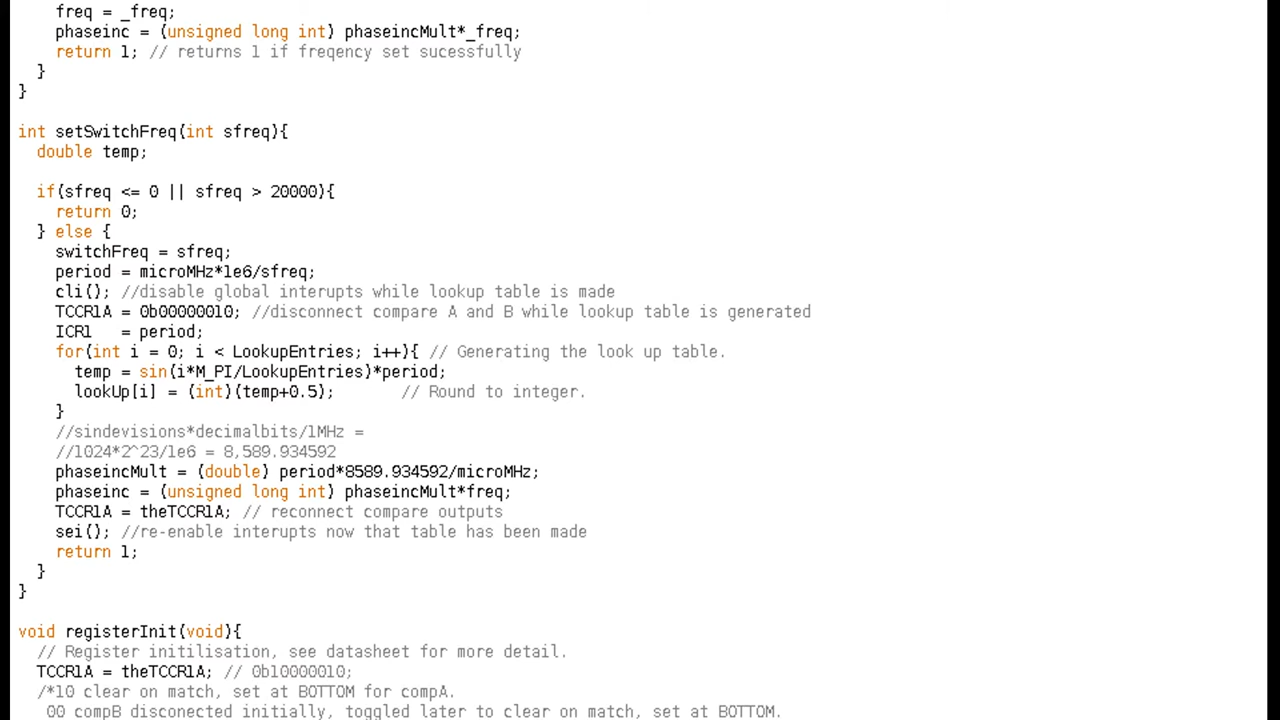 freq = _freq;
phaseinc = (unsigned long int) phaseincMult*_freq;
return 1; // returns 1 if freqency set sucessfully
}
}
int setSwitchFreq(int sfreq){
double temp;
if(sfreq <= 0 || sfreq > 20000){
return 0;
} else {
switchFreq = sfreq;
period = microMHz*1e6/sfreq;
cli(); //disable global interupts while lookup table is made
TCCR1A = 0b00000010; //disconnect compare A and B while lookup table is generated
ICR1   = period;
for(int i = 0; i < LookupEntries; i++){ // Generating the look up table.
temp = sin(i*M_PI/LookupEntries)*period;
lookUp[i] = (int)(temp+0.5);       // Round to integer.
}
//sindevisions*decimalbits/1MHz =
//1024*2^23/1e6 = 8,589.934592
phaseincMult = (double) period*8589.934592/microMHz;
phaseinc = (unsigned long int) phaseincMult*freq;
TCCR1A = theTCCR1A; // reconnect compare outputs
sei(); //re-enable interupts now that table has been made
return 1;
}
}
void registerInit(void){
// Register initilisation, see datasheet for more detail.
TCCR1A = theTCCR1A; // 0b10000010;
/*10 clear on match, set at BOTTOM for compA.
00 compB disconected initially, toggled later to clear on match, set at BOTTOM.